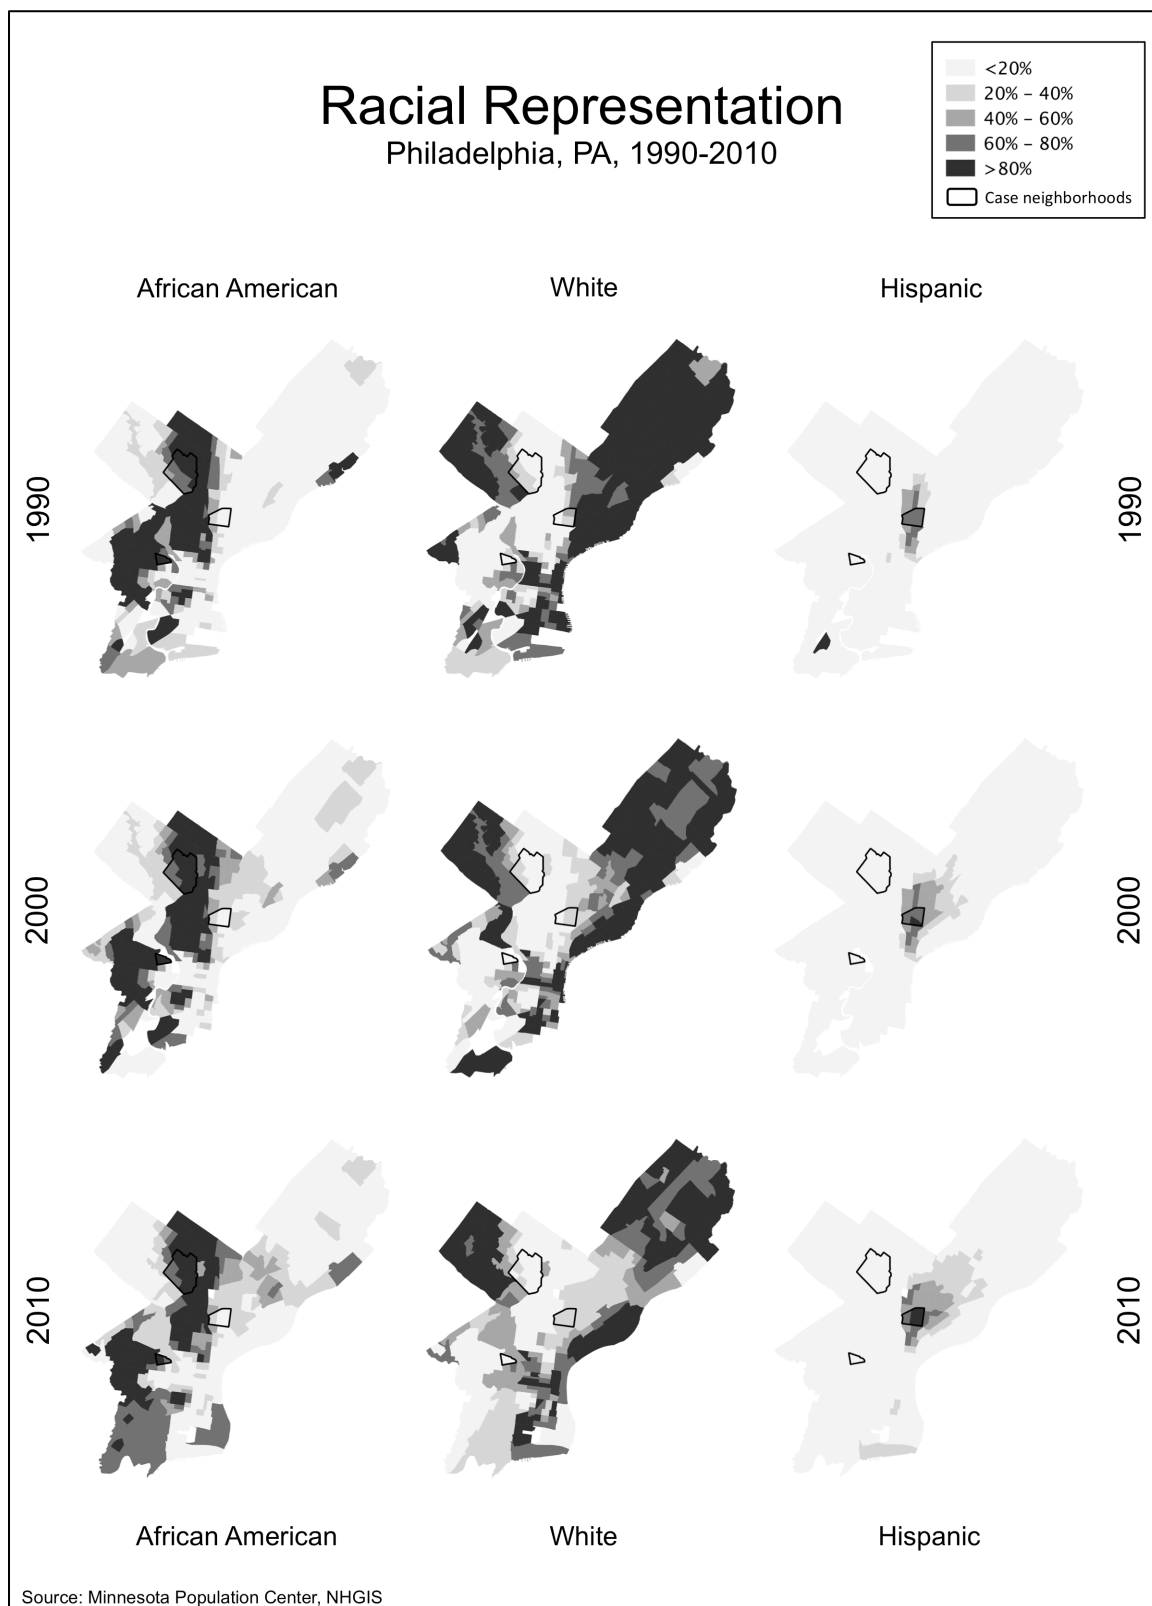 <20%
20% – 40%
40% – 60%
60% – 80%
>80%
Case neighborhoods
Racial Representation
Philadelphia, PA, 1990-2010
African American
White
Hispanic
1990
1990
2000
2000
2010
2010
African American
White
Hispanic
Source: Minnesota Population Center, NHGIS